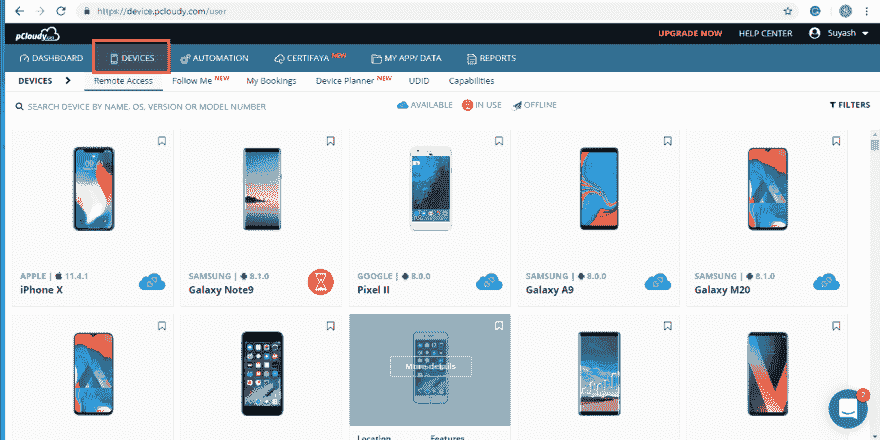 https://device.pcloudy.com/user
pCloudy
UPGRADE NOW HELP CENTER Suyash
DASHBOARD DEVICES AUTOMATION CERTIFAYA NEW MY APP/ DATA REPORTS
DEVICES Remote Access Follow Me NEW My Bookings Device Planner NEW UDID Capabilities
SEARCH DEVICE BY NAME, OS, VERSION OR MODEL NUMBER AVAILABLE IN USE OFFLINE FILTERS
APPLE | 11.4.1 SAMSUNG | 8.1.0 GOOGLE | 8.0.0 SAMSUNG | 8.0.0 SAMSUNG | 8.1.0
iPhone X Galaxy Note9 Pixel II Galaxy A9 Galaxy M20
More details
2
Location Features